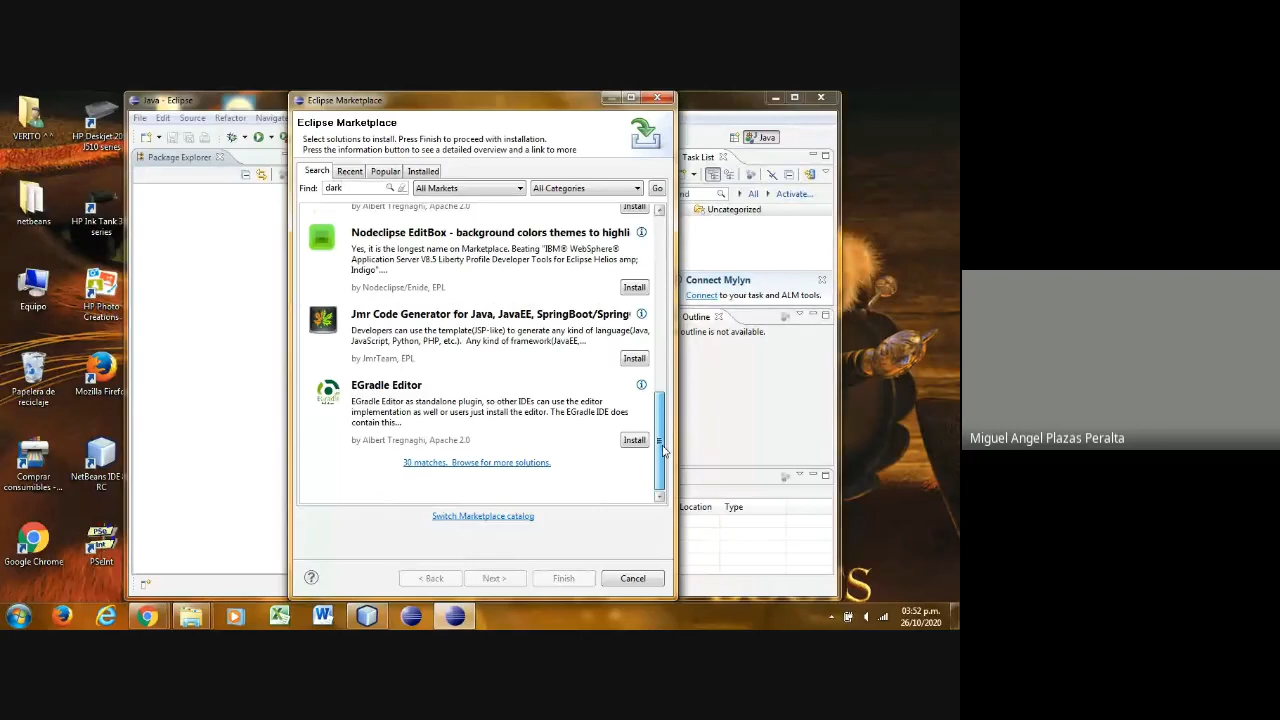 VERITO ^^
HP Deskjet 20
J510 series
netbeans
HP Ink Tank 3
series
Equipo
HP Photo
Creations
Papelera de
reciclaje
Mozilla Firefo
Comprar
consumibles -...
NetBeans IDE
RC
Google Chrome
PSeInt
PSeInt
Java - Eclipse
File Edit Source Refactor Navigate
Package Explorer
Eclipse Marketplace
Eclipse Marketplace
Select solutions to install. Press Finish to proceed with installation.
Press the information button to see a detailed overview and a link to more
Search Recent Popular Installed
Find: dark All Markets All Categories Go
by Albert Tregnaghi, Apache 2.0 Install
Nodeclipse EditBox - background colors themes to highli
Yes, it is the longest name on Marketplace. Beating "IBM® WebSphere®
Application Server V8.5 Liberty Profile Developer Tools for Eclipse Helios amp;
Indigo"....
by Nodeclipse/Enide, EPL Install
Jmr Code Generator for Java, JavaEE, SpringBoot/Spring
Developers can use the template(JSP-like) to generate any kind of language(Java,
JavaScript, Python, PHP, etc.). Any kind of framework(JavaEE,...
by JmrTeam, EPL Install
EGradle Editor
EGradle Editor as standalone plugin, so other IDEs can use the editor
implementation as well or users just install the editor. The EGradle IDE does
contain this...
by Albert Tregnaghi, Apache 2.0 Install
30 matches. Browse for more solutions.
Switch Marketplace catalog
< Back Next > Finish Cancel
Java
Task List
nd All Activate...
Uncategorized
Connect Mylyn
Connect to your task and ALM tools.
Outline
outline is not available.
Location Type
S
03:52 p.m.
26/10/2020
Miguel Angel Plazas Peralta